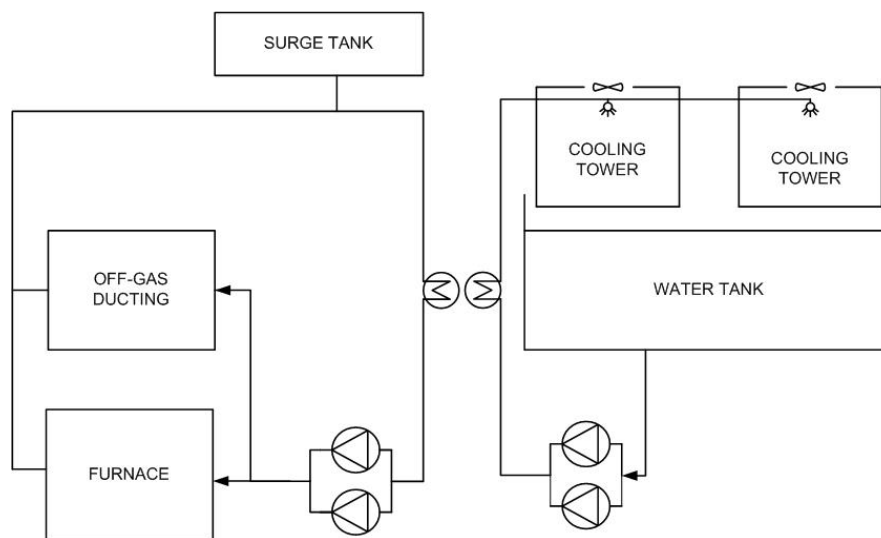 SURGE TANK
COOLING
TOWER
COOLING
TOWER
OFF-GAS
DUCTING
WATER TANK
FURNACE